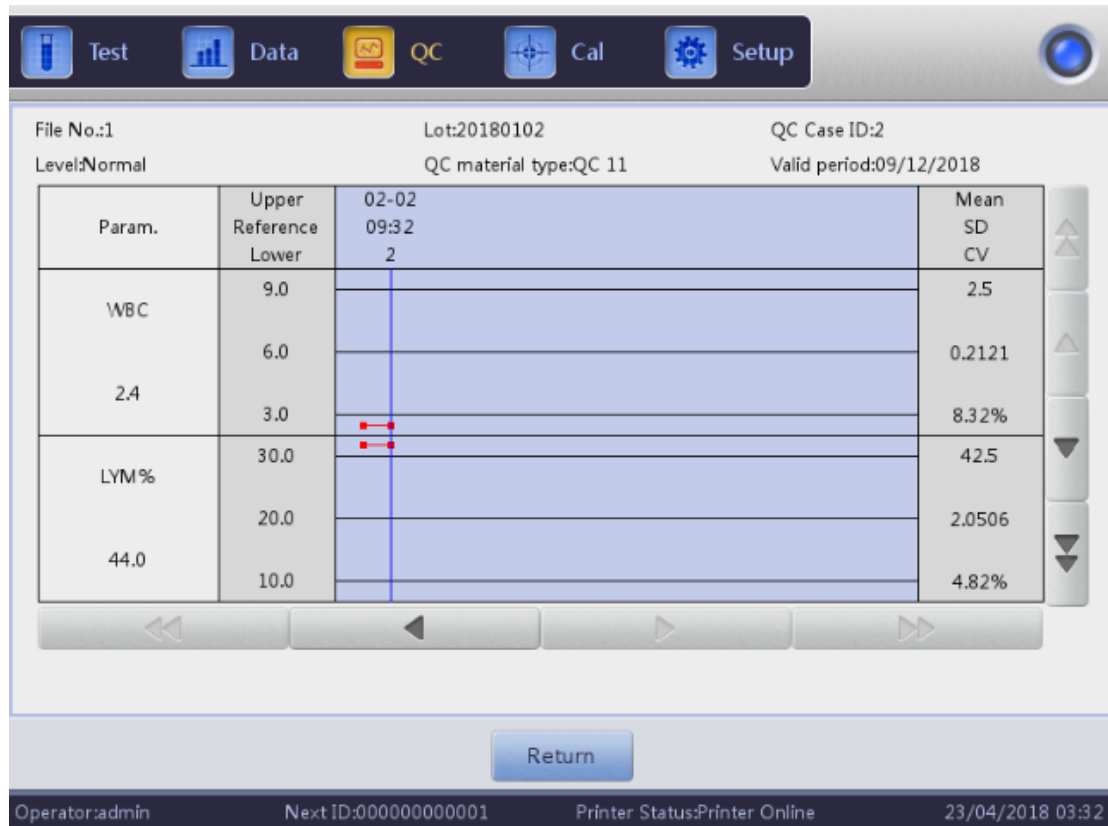 Test Data QC Cal Setup
File No.:1 Lot:20180102 QC Case ID:2
Level:Normal QC material type:QC 11 Valid period:09/12/2018
Param. Upper Reference Lower 02-02 09:32 2 Mean SD CV
WBC 2.4
9.0
6.0
3.0
2.5
0.2121
8.32%
LYM% 44.0
30.0
20.0
10.0
42.5
2.0506
4.82%
Return
Operator:admin Next ID:000000000001 Printer Status:Printer Online 23/04/2018 03:32